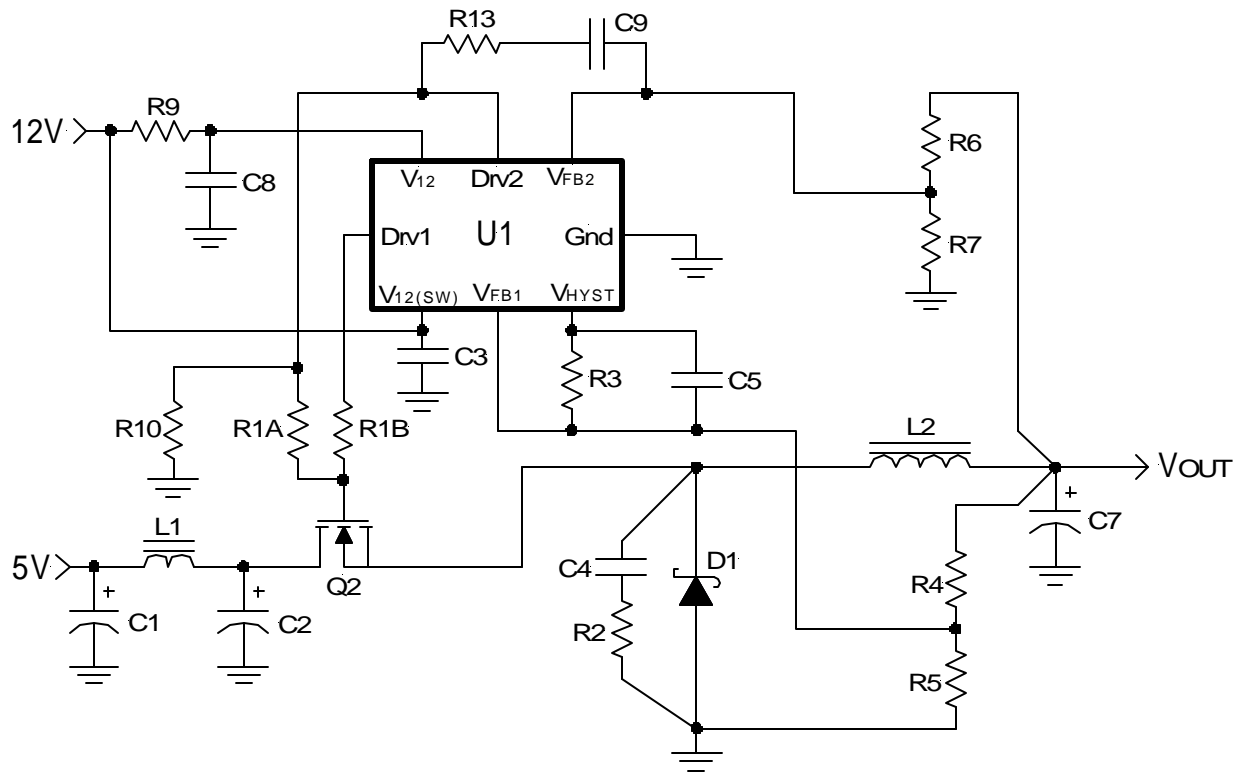 R13
C9
R9
12V
R6
C8
V12
Drv2
VFB2
R7
Drv1
U1
Gnd
V12(SW)
VFB1
VHYST
C3
R3
C5
R10
R1A
R1B
L2
VOUT
+
C7
L1
5V
Q2
C4
D1
R4
+
C1
+
C2
R2
R5